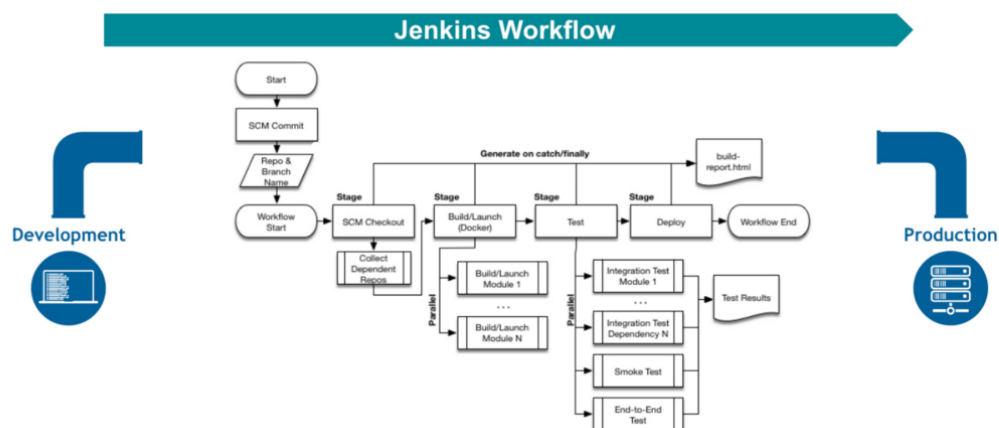 Jenkins Workflow
Start
SCM Commit
Repo &
Branch
Name
Workflow
Start
Generate on catch/finally
build-
report.html
Stage
SCM Checkout
Collect
Dependent
Repos
Stage
Build/Launch
(Docker)
Parallel
Build/Launch
Module 1
...
Build/Launch
Module N
Stage
Test
Parallel
Integration Test
Module 1
...
Integration Test
Dependency N
Smoke Test
End-to-End
Test
Test Results
Stage
Deploy
Workflow End
Development
Production